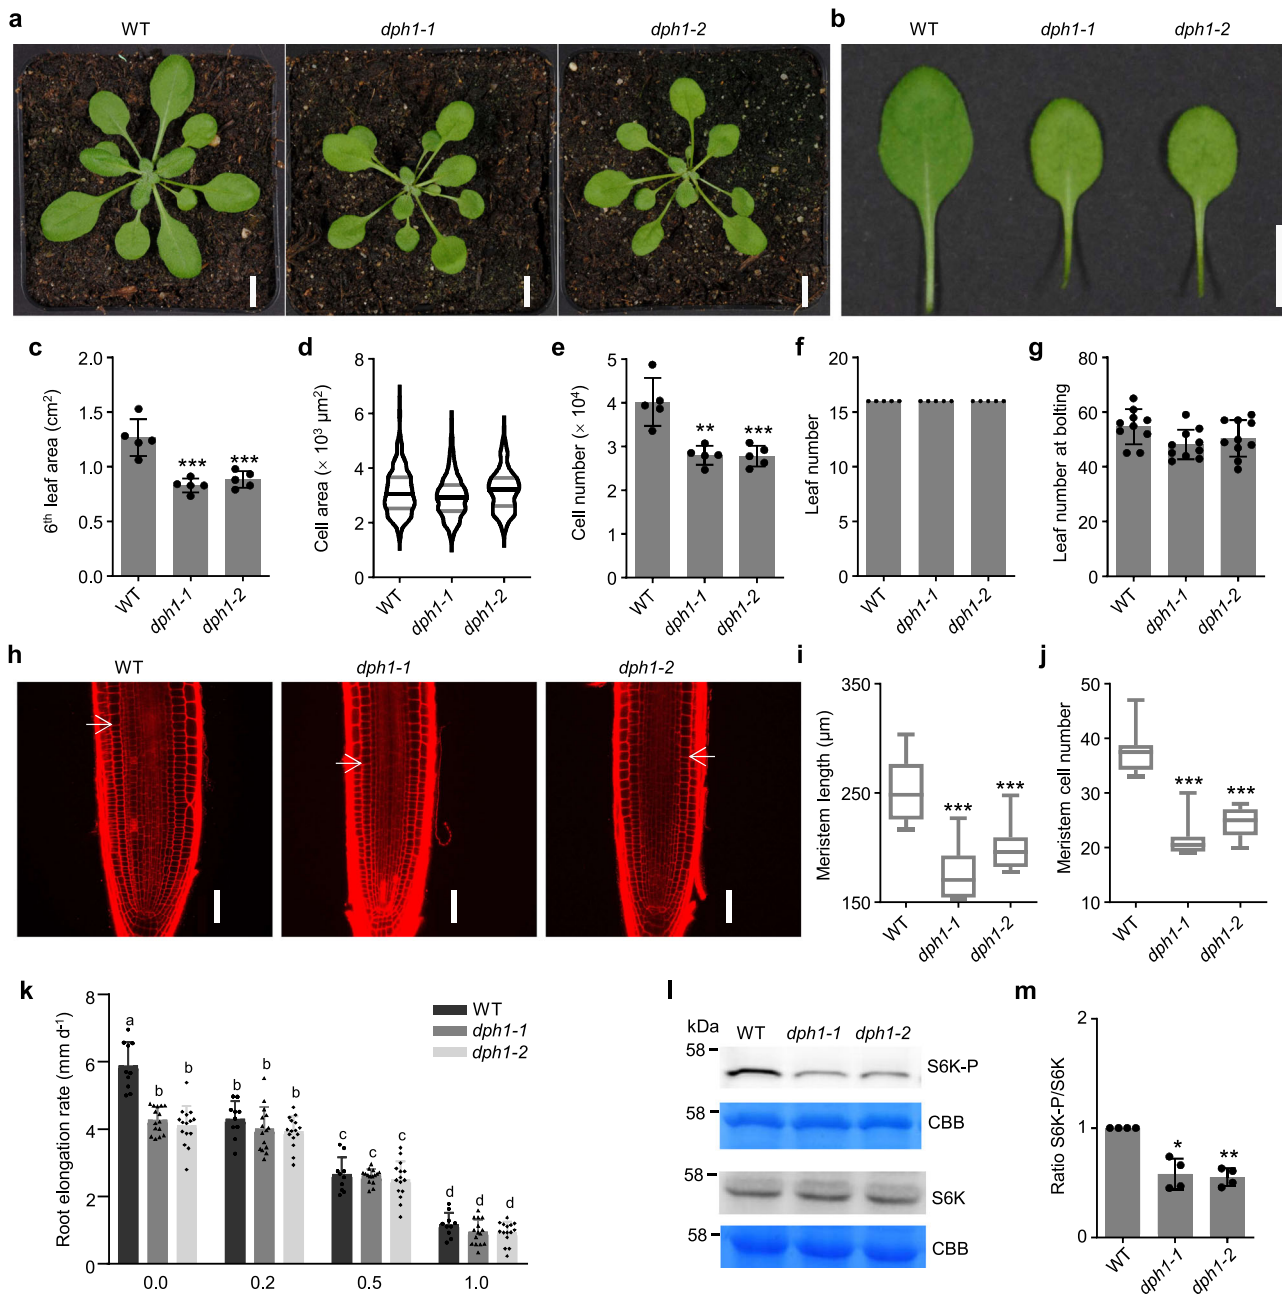 a
WT
dph1-1
dph1-2
b
WT
dph1-1
dph1-2
c
6th leaf area (cm2)
2.0
1.5
1.0
0.5
0.0
***
***
WT
dph1-1
dph1-2
d
Cell area (× 10³ µm²)
8
6
4
2
0
WT
dph1-1
dph1-2
e
Cell number (× 10⁴)
5
4
3
2
1
0
**
***
WT
dph1-1
dph1-2
f
Leaf number
20
15
10
5
0
WT
dph1-1
dph1-2
g
Leaf number at bolting
80
60
40
20
0
WT
dph1-1
dph1-2
h
WT
dph1-1
dph1-2
i
Meristem length (µm)
350
250
150
***
***
WT
dph1-1
dph1-2
j
Meristem cell number
50
40
30
20
10
***
***
WT
dph1-1
dph1-2
k
Root elongation rate (mm d⁻¹)
8
6
4
2
0
WT
dph1-1
dph1-2
a
b
b
b
b
b
c
c
c
d
d
d
0.0
0.2
0.5
1.0
l
kDa
WT
dph1-1
dph1-2
58
S6K-P
58
CBB
58
S6K
58
CBB
m
Ratio S6K-P/S6K
2
1
0
*
**
WT
dph1-1
dph1-2